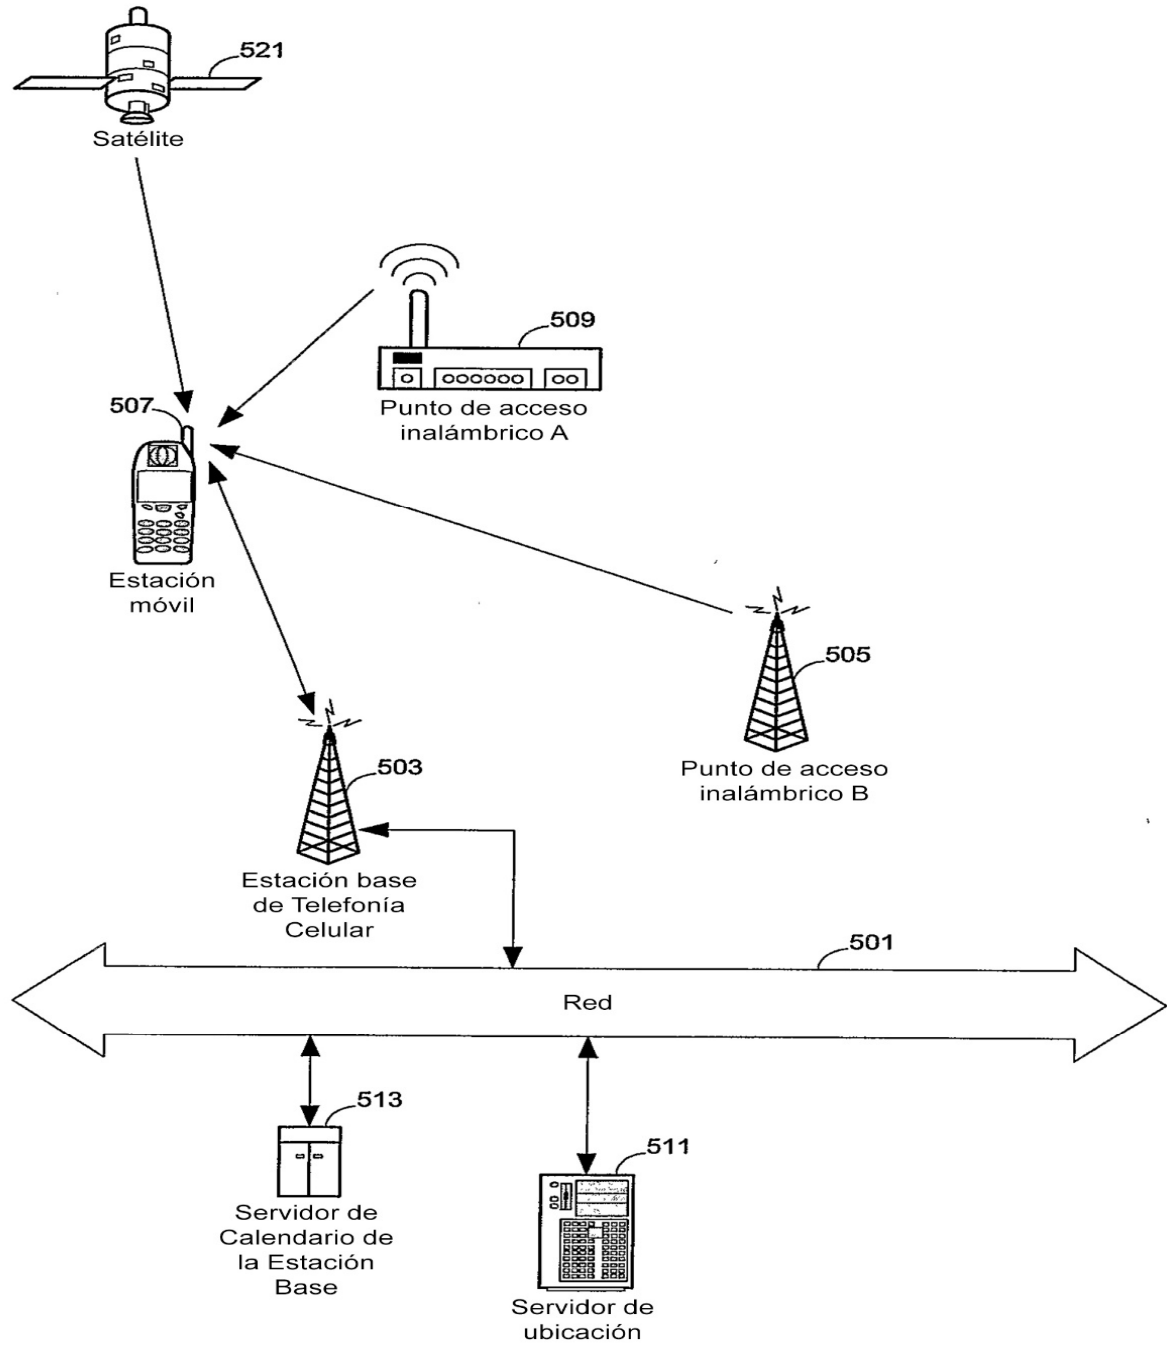 521
Satélite
509
Punto de acceso
inalámbrico A
507
Estación
móvil
505
Punto de acceso
inalámbrico B
503
Estación base
de Telefonía
Celular
501
Red
513
Servidor de
Calendario de
la Estación
Base
511
Servidor de
ubicación